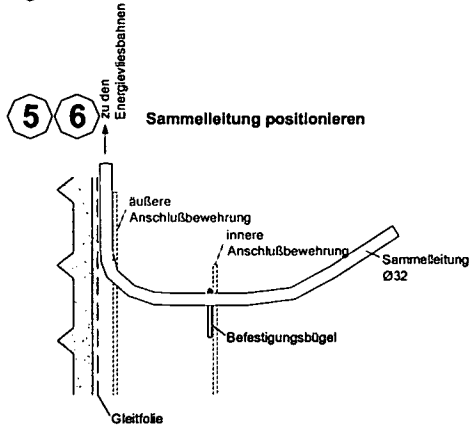 5 6
zu den
Energievliesbahnen
Sammelleitung positionieren
äußere
Anschlußbewehrung
innere
Anschlußbewehrung
Sammelleitung
Ø32
Befestigungsbügel
Gleitfolie